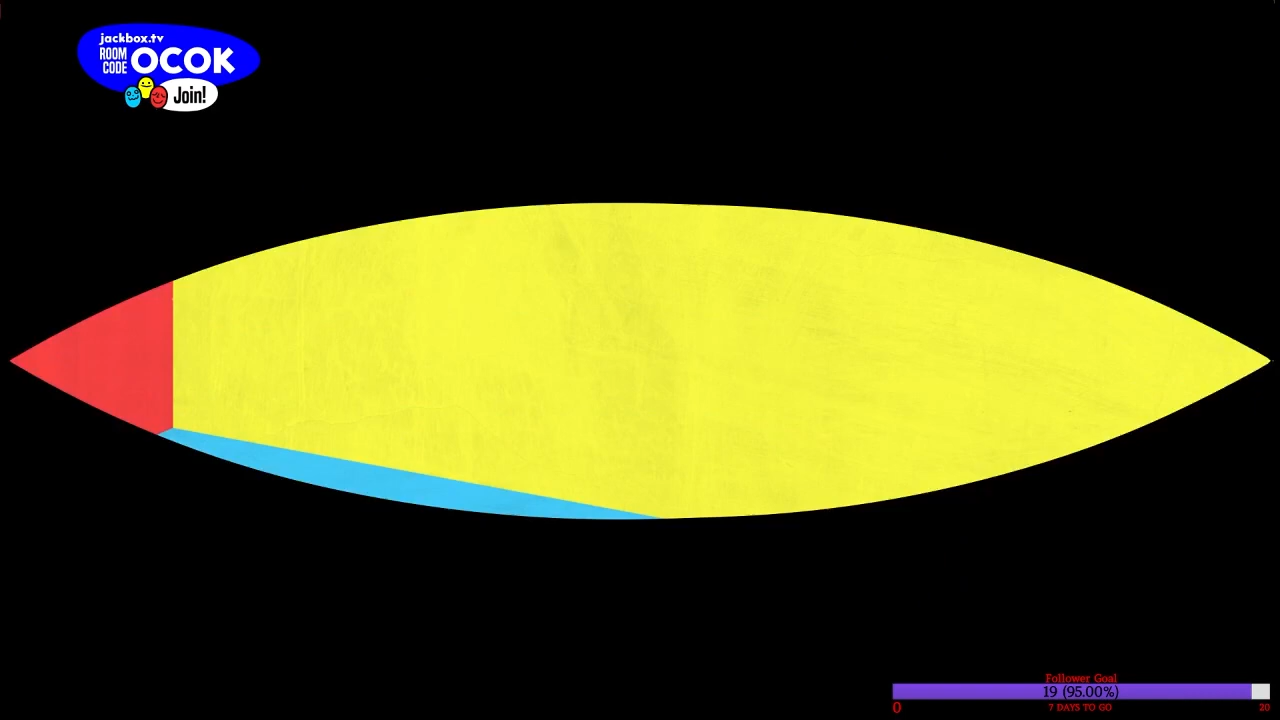 jackbox.tv
ROOM CODE OCOK
Join!
Follower Goal
19 (95.00%)
0 7 DAYS TO GO 20